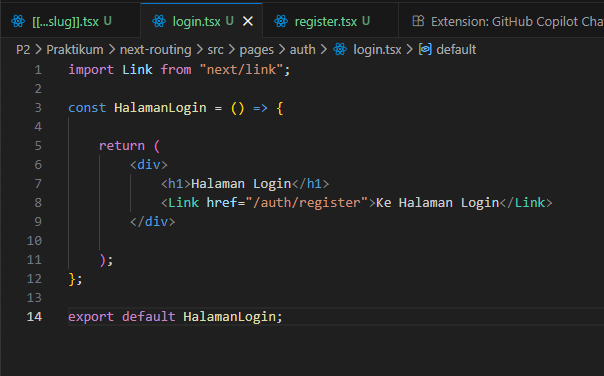 [[...slug]].tsx U login.tsx U register.tsx U Extension: GitHub Copilot Cha
P2 > Praktikum > next-routing > src > pages > auth > login.tsx > default
1 import Link from "next/link";
2
3 const HalamanLogin = () => {
4
5 return (
6 <div>
7 <h1>Halaman Login</h1>
8 <Link href="/auth/register">Ke Halaman Login</Link>
9 </div>
10
11 );
12 };
13
14 export default HalamanLogin;